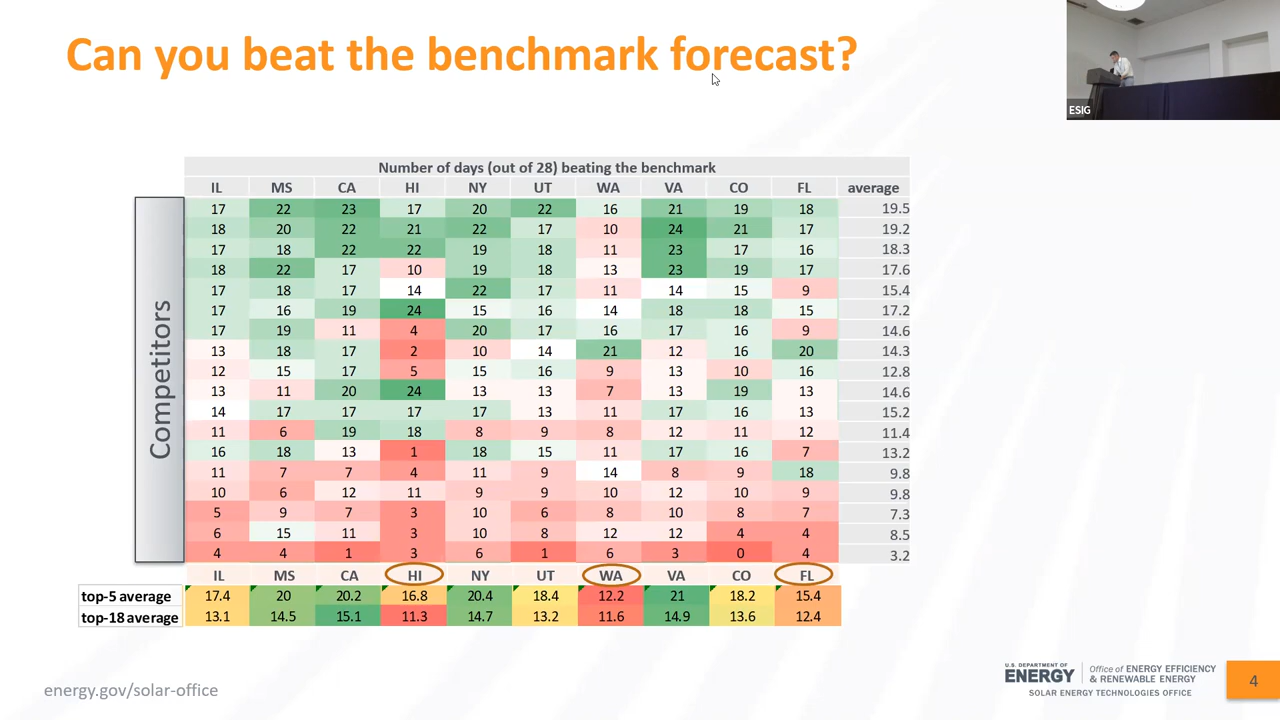 Can you beat the benchmark forecast?
ESIG
Number of days (out of 28) beating the benchmark
IL MS CA HI NY UT WA VA CO FL average
Competitors
17 22 23 17 20 22 16 21 19 18 19.5
18 20 22 21 22 17 10 24 21 17 19.2
17 18 22 22 19 18 11 23 17 16 18.3
18 22 17 10 19 18 13 23 19 17 17.6
17 18 17 14 22 17 11 14 15 9 15.4
17 16 19 24 15 16 14 18 18 15 17.2
17 19 11 4 20 17 16 17 16 9 14.6
13 18 17 2 10 14 21 12 16 20 14.3
12 15 17 5 15 16 9 13 10 16 12.8
13 11 20 24 13 13 7 13 19 13 14.6
14 17 17 17 17 13 11 17 16 13 15.2
11 6 19 18 8 9 8 12 11 12 11.4
16 18 13 1 18 15 11 17 16 7 13.2
11 7 7 4 11 9 14 8 9 18 9.8
10 6 12 11 9 9 10 12 10 9 9.8
5 9 7 3 10 6 8 10 8 7 7.3
6 15 11 3 10 8 12 12 4 4 8.5
4 4 1 3 6 1 6 3 0 4 3.2
IL MS CA HI NY UT WA VA CO FL
top-5 average 17.4 20 20.2 16.8 20.4 18.4 12.2 21 18.2 15.4
top-18 average 13.1 14.5 15.1 11.3 14.7 13.2 11.6 14.9 13.6 12.4
energy.gov/solar-office
U.S. DEPARTMENT OF
ENERGY
Office of ENERGY EFFICIENCY
& RENEWABLE ENERGY
SOLAR ENERGY TECHNOLOGIES OFFICE
4